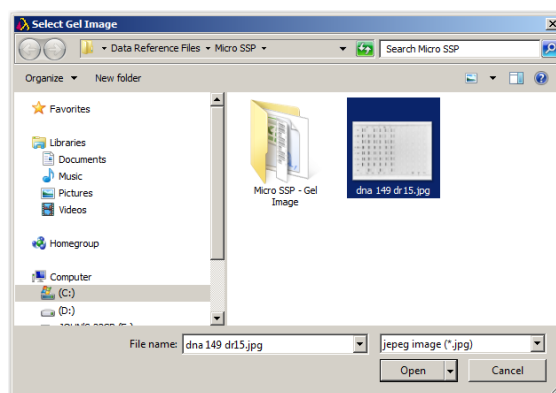 Select Gel Image
Data Reference Files Micro SSP
Search Micro SSP
Organize
New folder
Favorites
Libraries
Documents
Music
Pictures
Videos
Homegroup
Computer
(C:)
(D:)
Micro SSP - Gel
Image
dna 149 dr15.jpg
File name: dna 149 dr15.jpg
jepeg image (*.jpg)
Open
Cancel